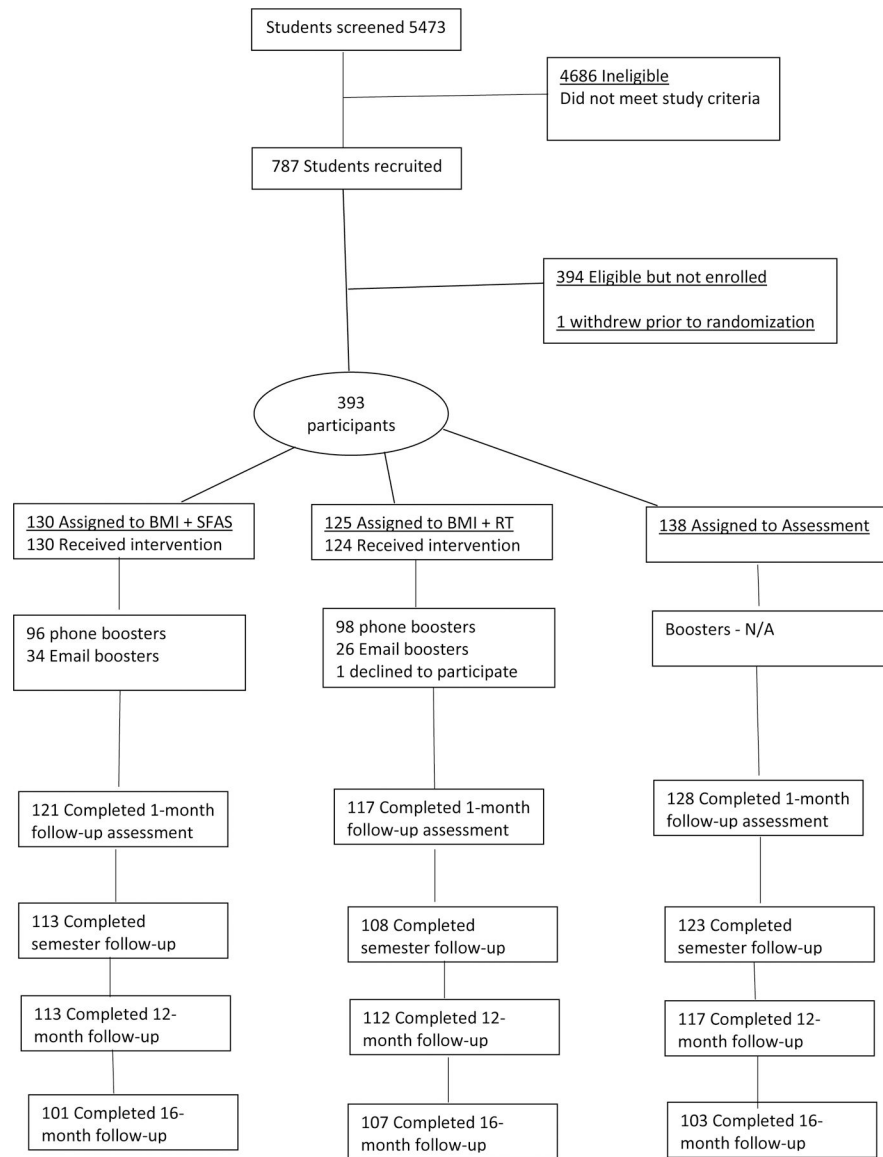 Students screened 5473
4686 Ineligible
Did not meet study criteria
787 Students recruited
394 Eligible but not enrolled
1 withdrew prior to randomization
393
participants
130 Assigned to BMI + SFAS
130 Received intervention
125 Assigned to BMI + RT
124 Received intervention
138 Assigned to Assessment
96 phone boosters
34 Email boosters
98 phone boosters
26 Email boosters
1 declined to participate
Boosters - N/A
121 Completed 1-month
follow-up assessment
117 Completed 1-month
follow-up assessment
128 Completed 1-month
follow-up assessment
113 Completed
semester follow-up
108 Completed
semester follow-up
123 Completed
semester follow-up
113 Completed 12-
month follow-up
112 Completed 12-
month follow-up
117 Completed 12-
month follow-up
101 Completed 16-
month follow-up
107 Completed 16-
month follow-up
103 Completed 16-
month follow-up